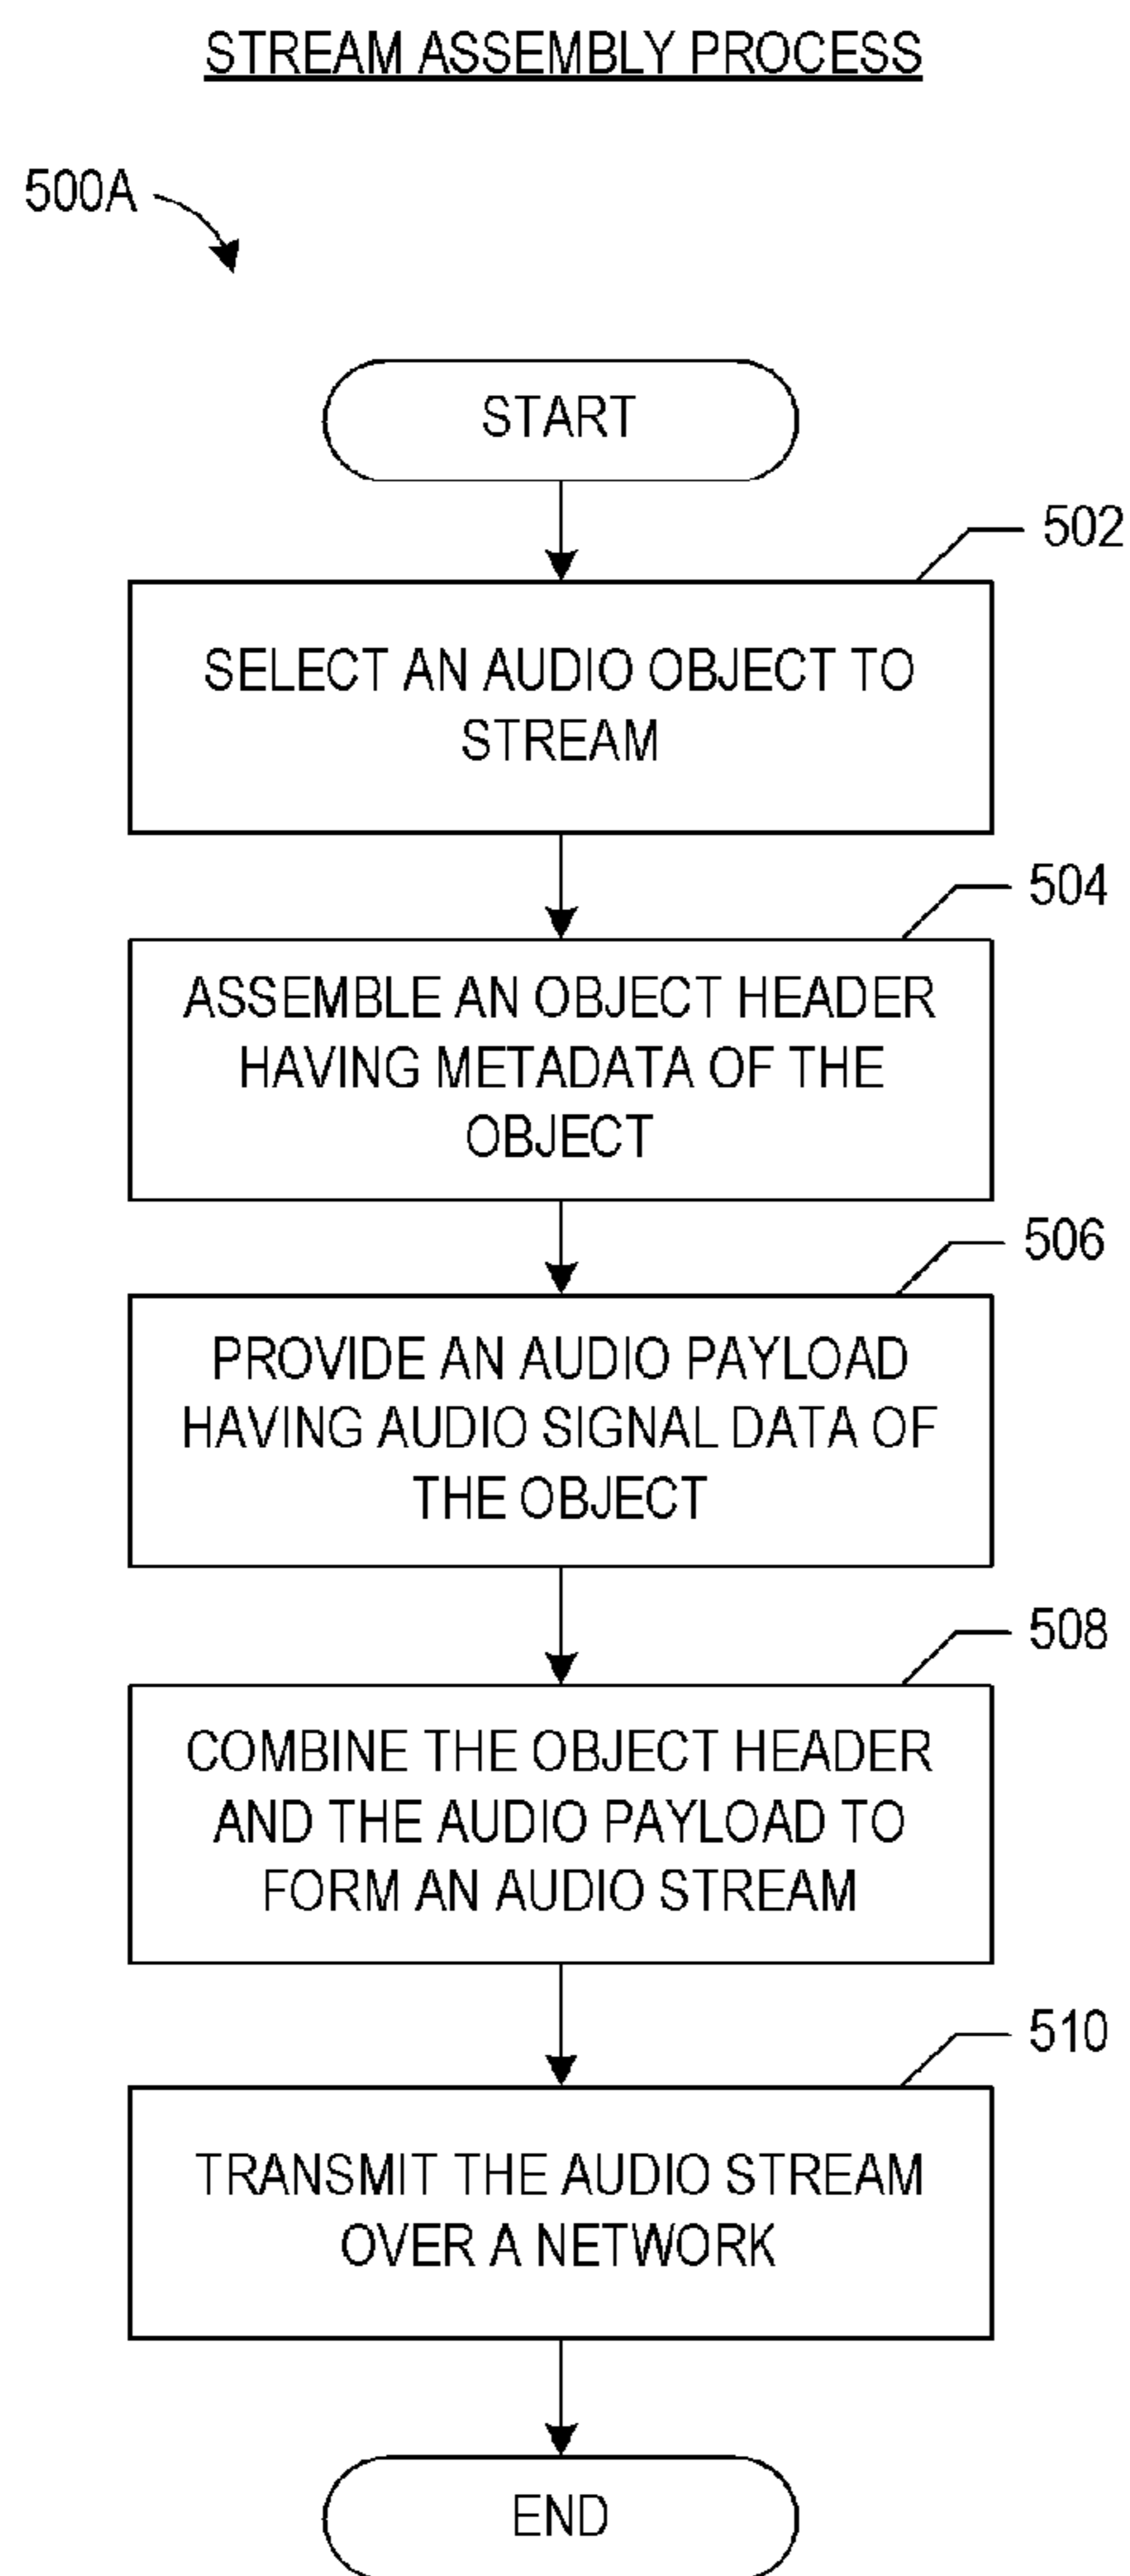 STREAM ASSEMBLY PROCESS
500A
START
502
SELECT AN AUDIO OBJECT TO
STREAM
504
ASSEMBLE AN OBJECT HEADER
HAVING METADATA OF THE
OBJECT
506
PROVIDE AN AUDIO PAYLOAD
HAVING AUDIO SIGNAL DATA OF
THE OBJECT
508
COMBINE THE OBJECT HEADER
AND THE AUDIO PAYLOAD TO
FORM AN AUDIO STREAM
510
TRANSMIT THE AUDIO STREAM
OVER A NETWORK
END